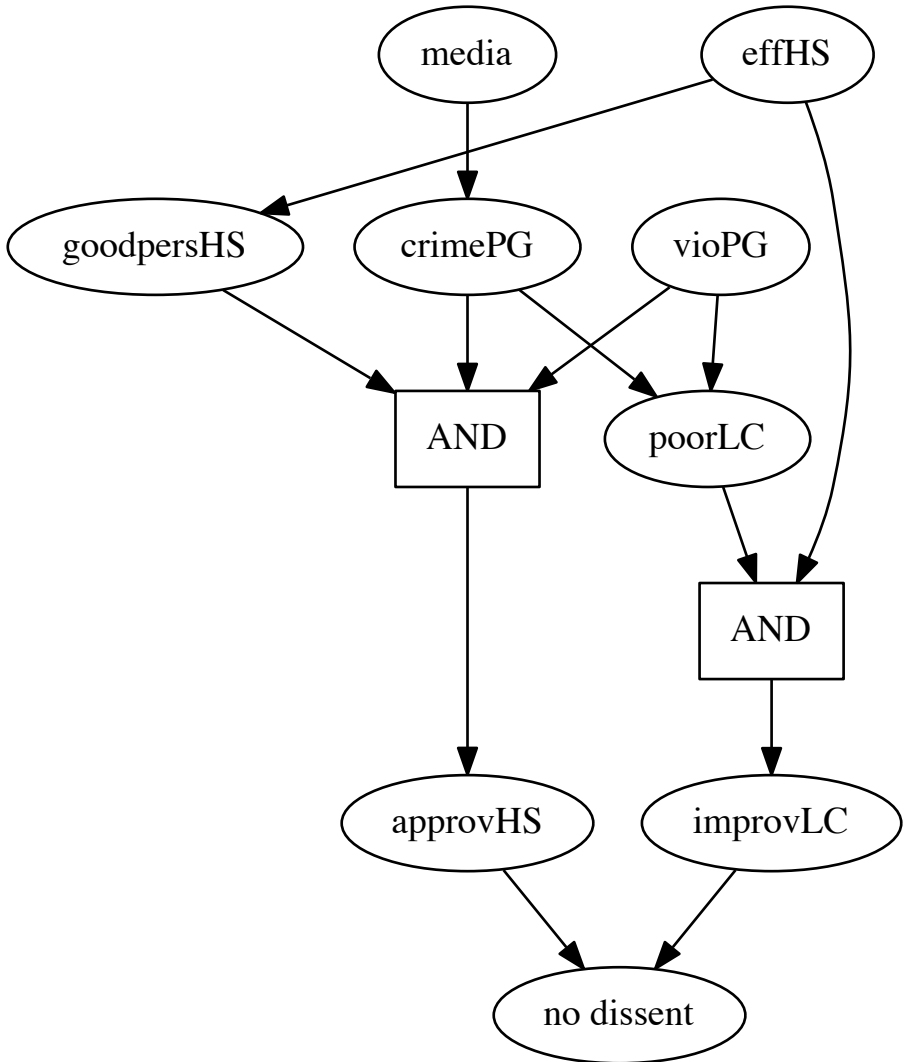 media
effHS
goodpersHS
crimePG
vioPG
AND
poorLC
AND
approvHS
improvLC
no dissent